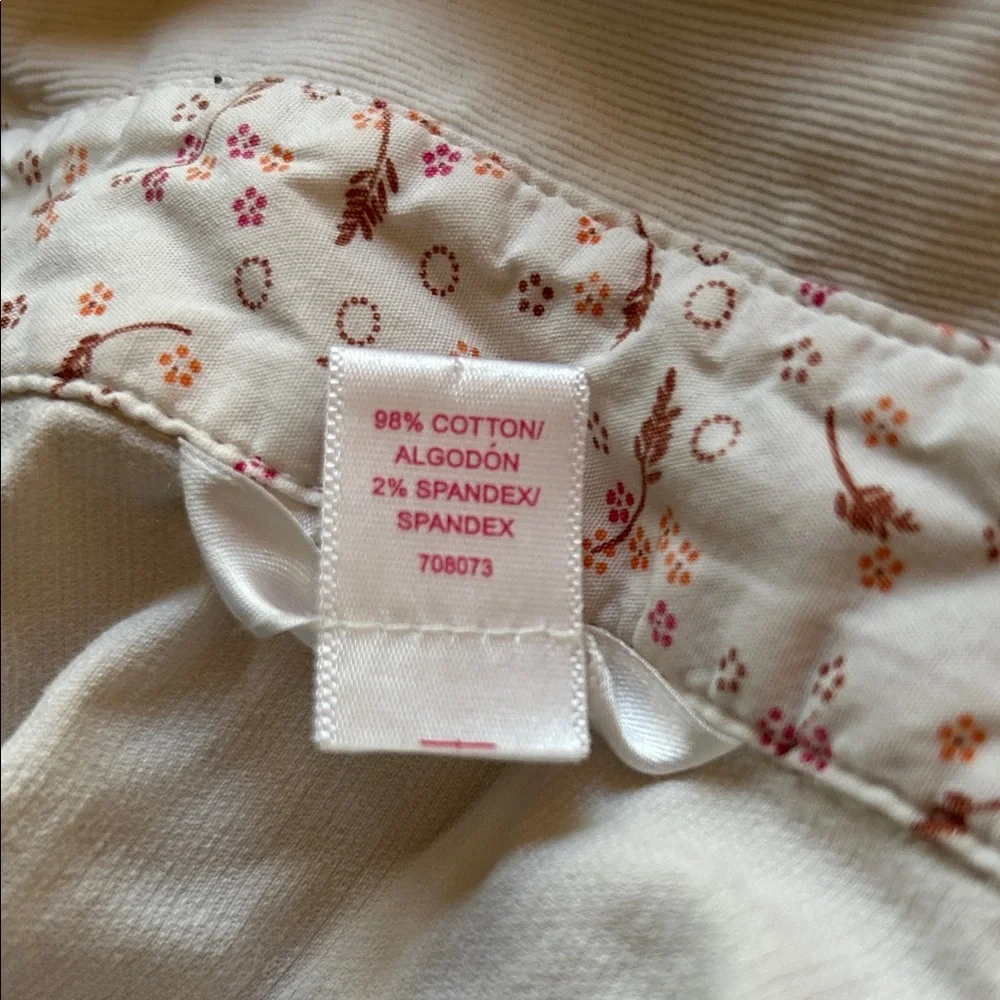 98% COTTON/
ALGODÓN
2% SPANDEX/
SPANDEX
708073